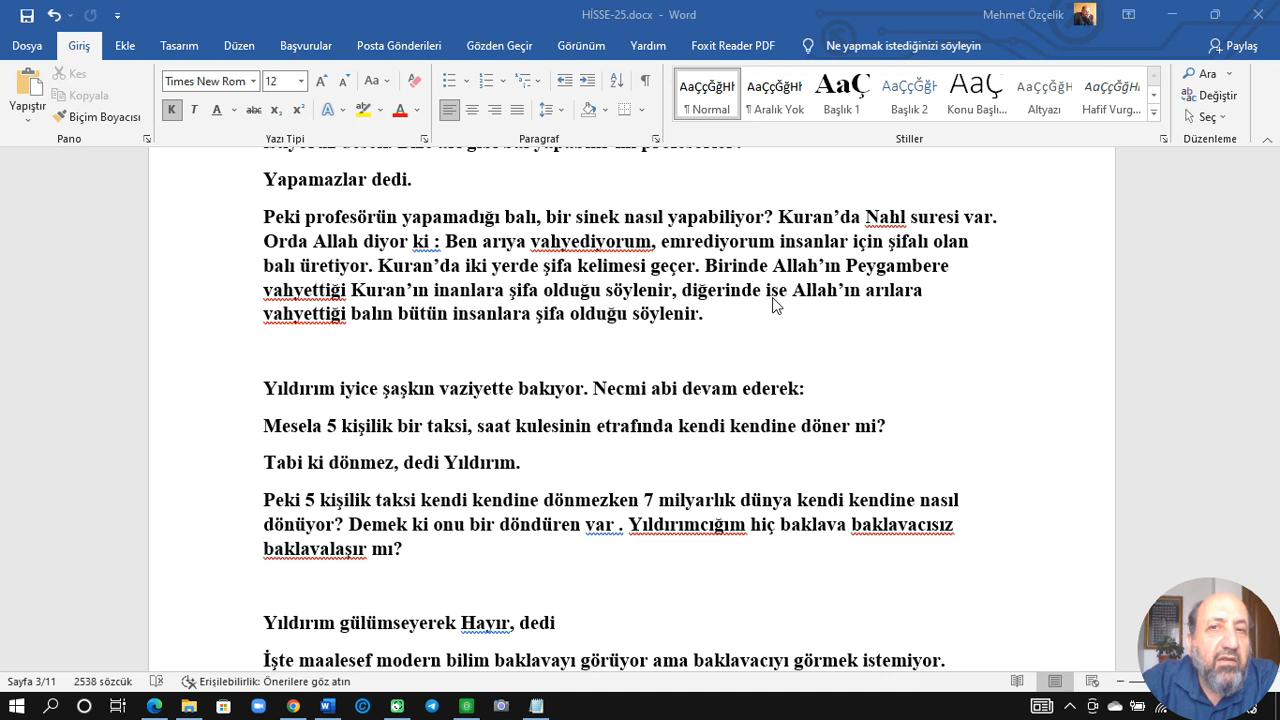 HİSSE-25.docx - Word
Mehmet Özçelik
Dosya Giriş Ekle Tasarım Düzen Başvurular Posta Gönderileri Gözden Geçir Görünüm Yardım Foxit Reader PDF Ne yapmak istediğinizi söyleyin Paylaş
Yapıştır
Kes
Kopyala
Biçim Boyacısı
Pano
Times New Rom 12
K T A abc x₂ x²
Yazı Tipi
Paragraf
AaBbÇçĞğHł AaBbÇçĞğHł AaÇ AaBbÇçĞğHł AaBbÇçĞğHł
¶ Normal ¶ Aralık Yok Başlık 1 Başlık 2 Konu Başlı... Altyazı Hafif Vurg...
Stiller
Ara
Değiştir
Seç
Düzenleme
Yapamazlar dedi.
Peki profesörün yapamadığı balı, bir sinek nasıl yapabiliyor? Kuran’da Nahl suresi var.
Orda Allah diyor ki : Ben arıya vahyediyorum, emrediyorum insanlar için şifalı olan
balı üretiyor. Kuran’da iki yerde şifa kelimesi geçer. Birinde Allah’ın Peygambere
vahyettiği Kuran’ın inanlara şifa olduğu söylenir, diğerinde ise Allah’ın arılara
vahyettiği balın bütün insanlara şifa olduğu söylenir.
Yıldırım iyice şaşkın vaziyette bakıyor. Necmi abi devam ederek:
Mesela 5 kişilik bir taksi, saat kulesinin etrafında kendi kendine döner mi?
Tabi ki dönmez, dedi Yıldırım.
Peki 5 kişilik taksi kendi kendine dönmezken 7 milyarlık dünya kendi kendine nasıl
dönüyor? Demek ki onu bir döndüren var . Yıldırımcığım hiç baklava baklavacısız
baklavalaşır mı?
Yıldırım gülümseyerek Hayır, dedi
İşte maalesef modern bilim baklavayı görüyor ama baklavacıyı görmek istemiyor.
Sayfa 3/11 2538 sözcük Erişilebilirlik: Önerilere göz atın